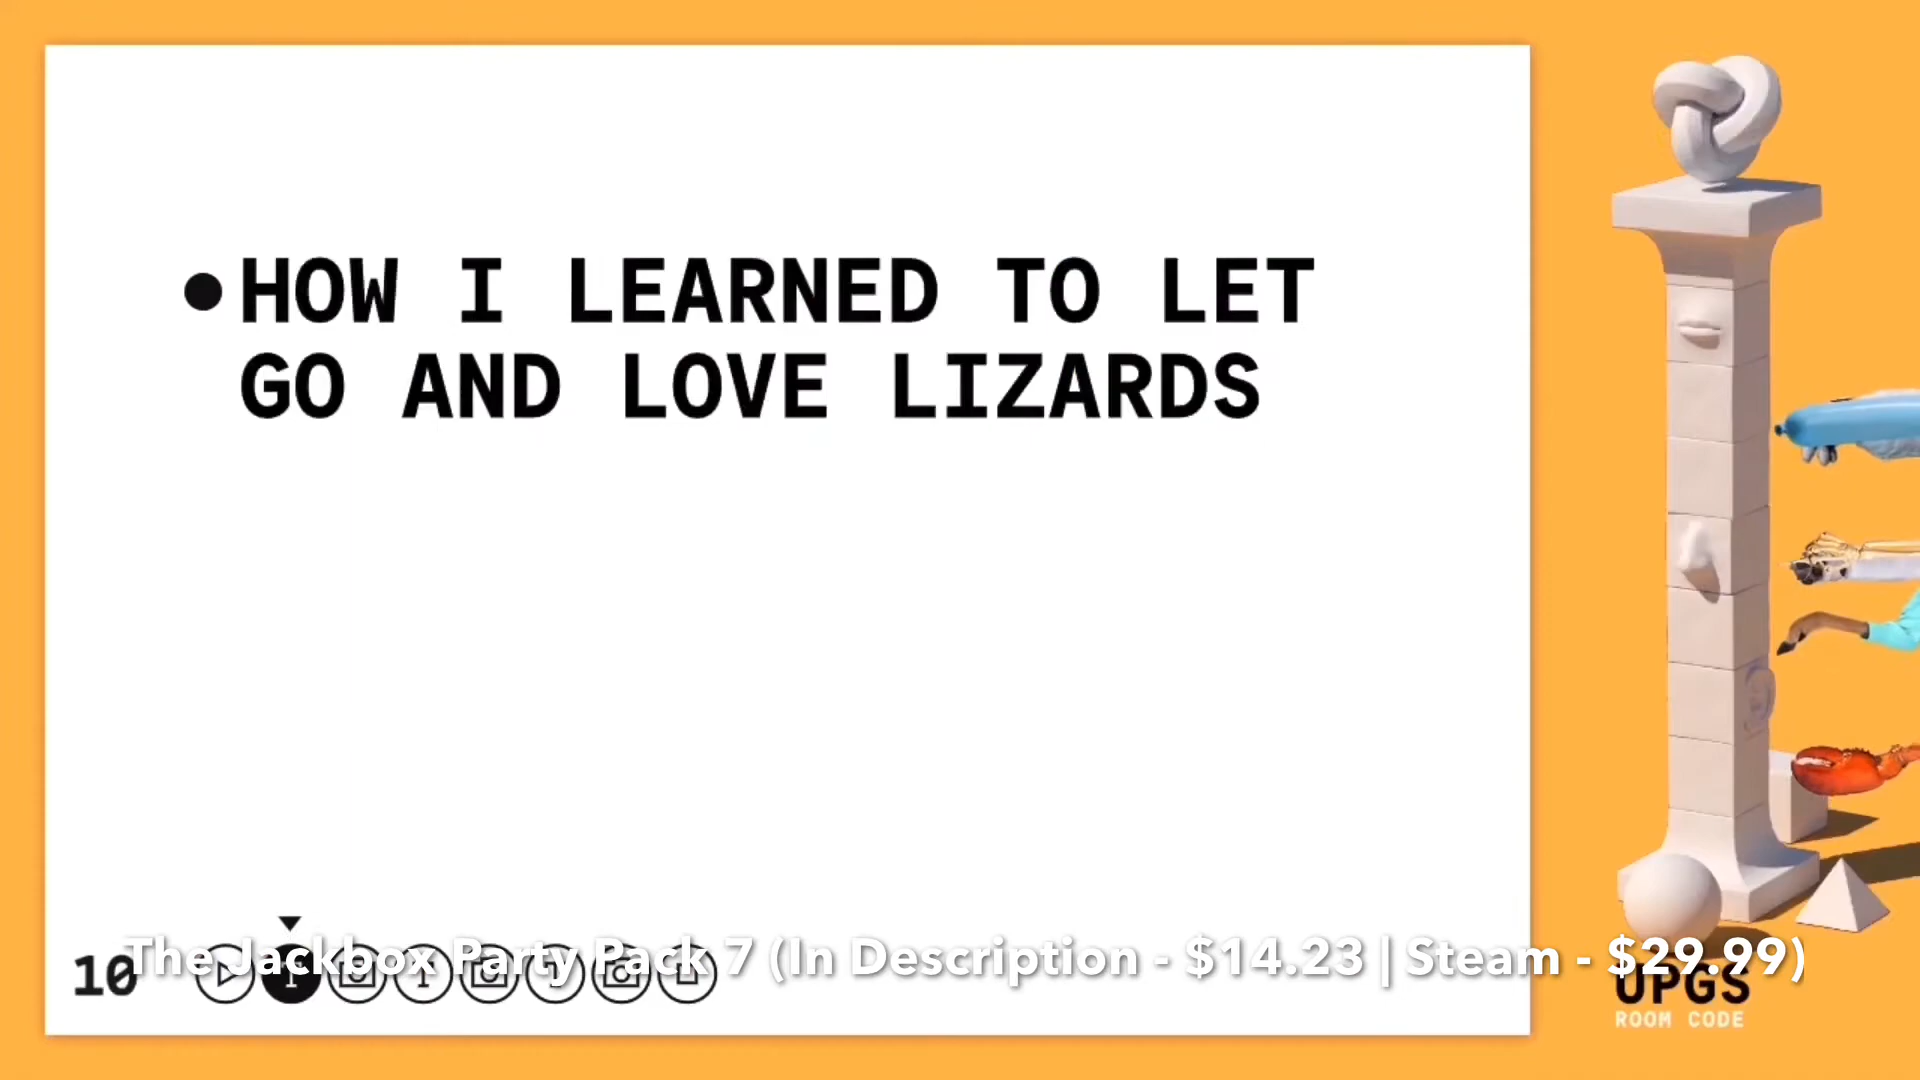 ●HOW I LEARNED TO LET
GO AND LOVE LIZARDS
10
The Jackbox Party Pack 7 (In Description - $14.23 | Steam - $29.99)
UPGS
ROOM CODE